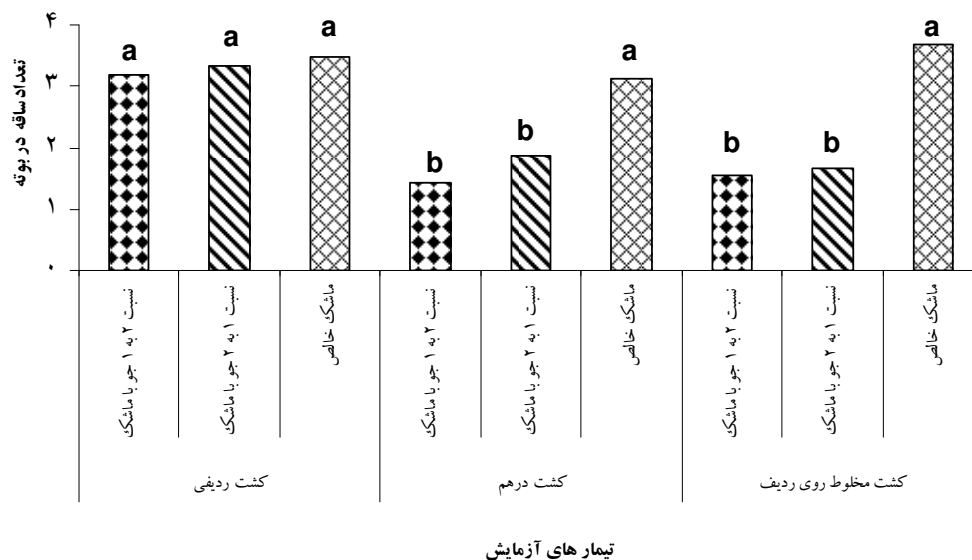 ۴
۳
۲
۱
۰
تعداد ساقه در بوته
a
a
a
b
b
a
b
b
a
نسبت ۲ به ۱ جو با ماشک
نسبت ۱ به ۲ جو با ماشک
ماشک خالص
نسبت ۲ به ۱ جو با ماشک
نسبت ۱ به ۲ جو با ماشک
ماشک خالص
نسبت ۲ به ۱ جو با ماشک
نسبت ۱ به ۲ جو با ماشک
ماشک خالص
کشت ردیفی
کشت درهم
کشت مخلوط روی ردیف
تیمار های آزمایش